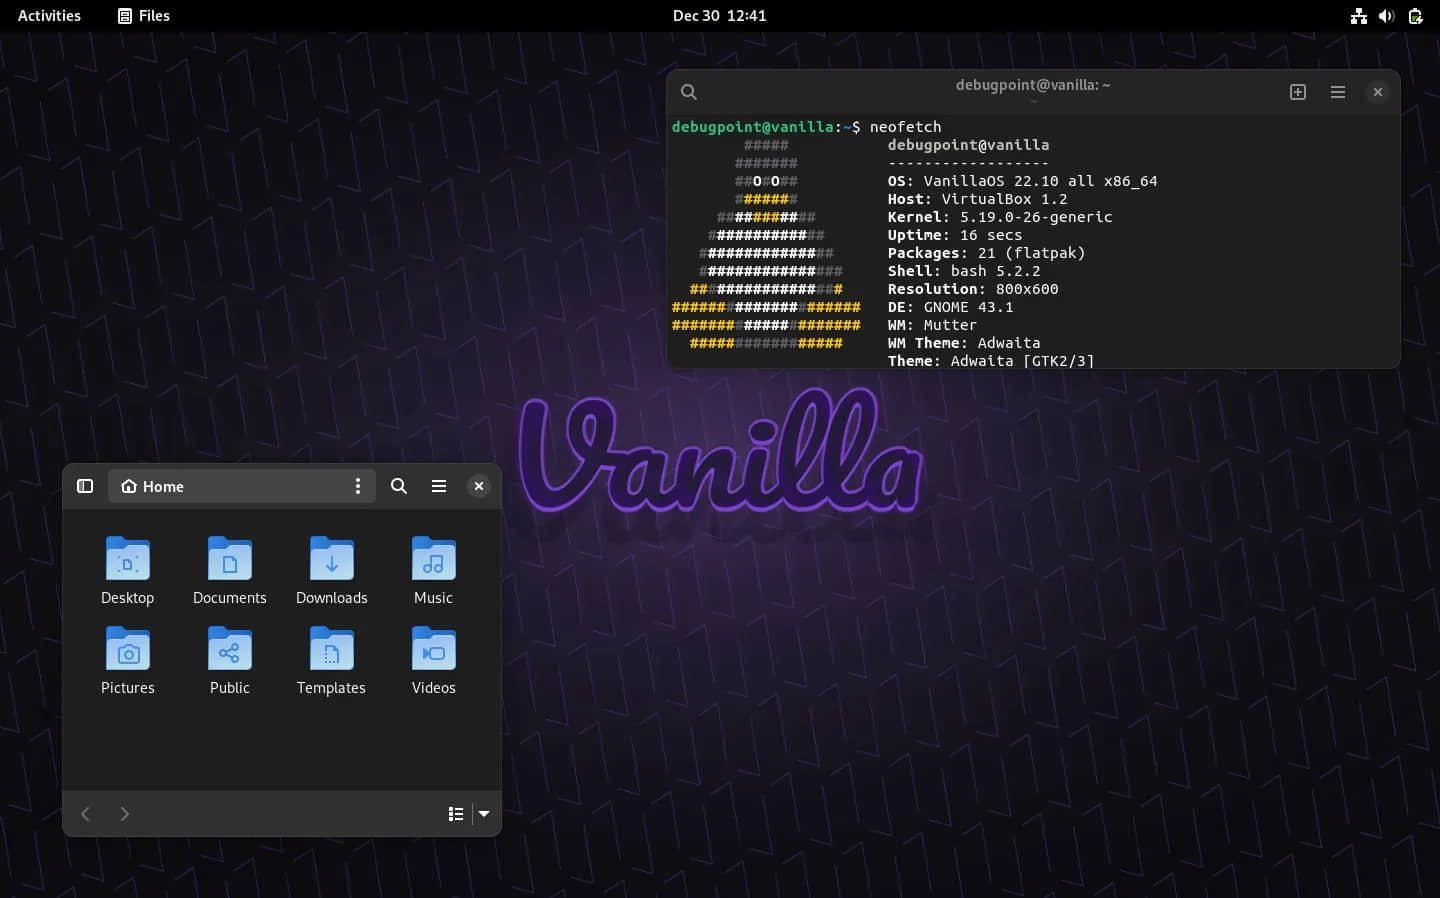 Activities Files Dec 30 12:41
debugpoint@vanilla: ~
~
debugpoint@vanilla:~$ neofetch
##### debugpoint@vanilla
####### ------------------
##O#O## OS: VanillaOS 22.10 all x86_64
####### Host: VirtualBox 1.2
########### Kernel: 5.19.0-26-generic
############# Uptime: 16 secs
############### Packages: 21 (flatpak)
################ Shell: bash 5.2.2
################# Resolution: 800x600
##################### DE: GNOME 43.1
##################### WM: Mutter
################# WM Theme: Adwaita
Theme: Adwaita [GTK2/3]
Vanilla
Home
Desktop Documents Downloads Music
Pictures Public Templates Videos